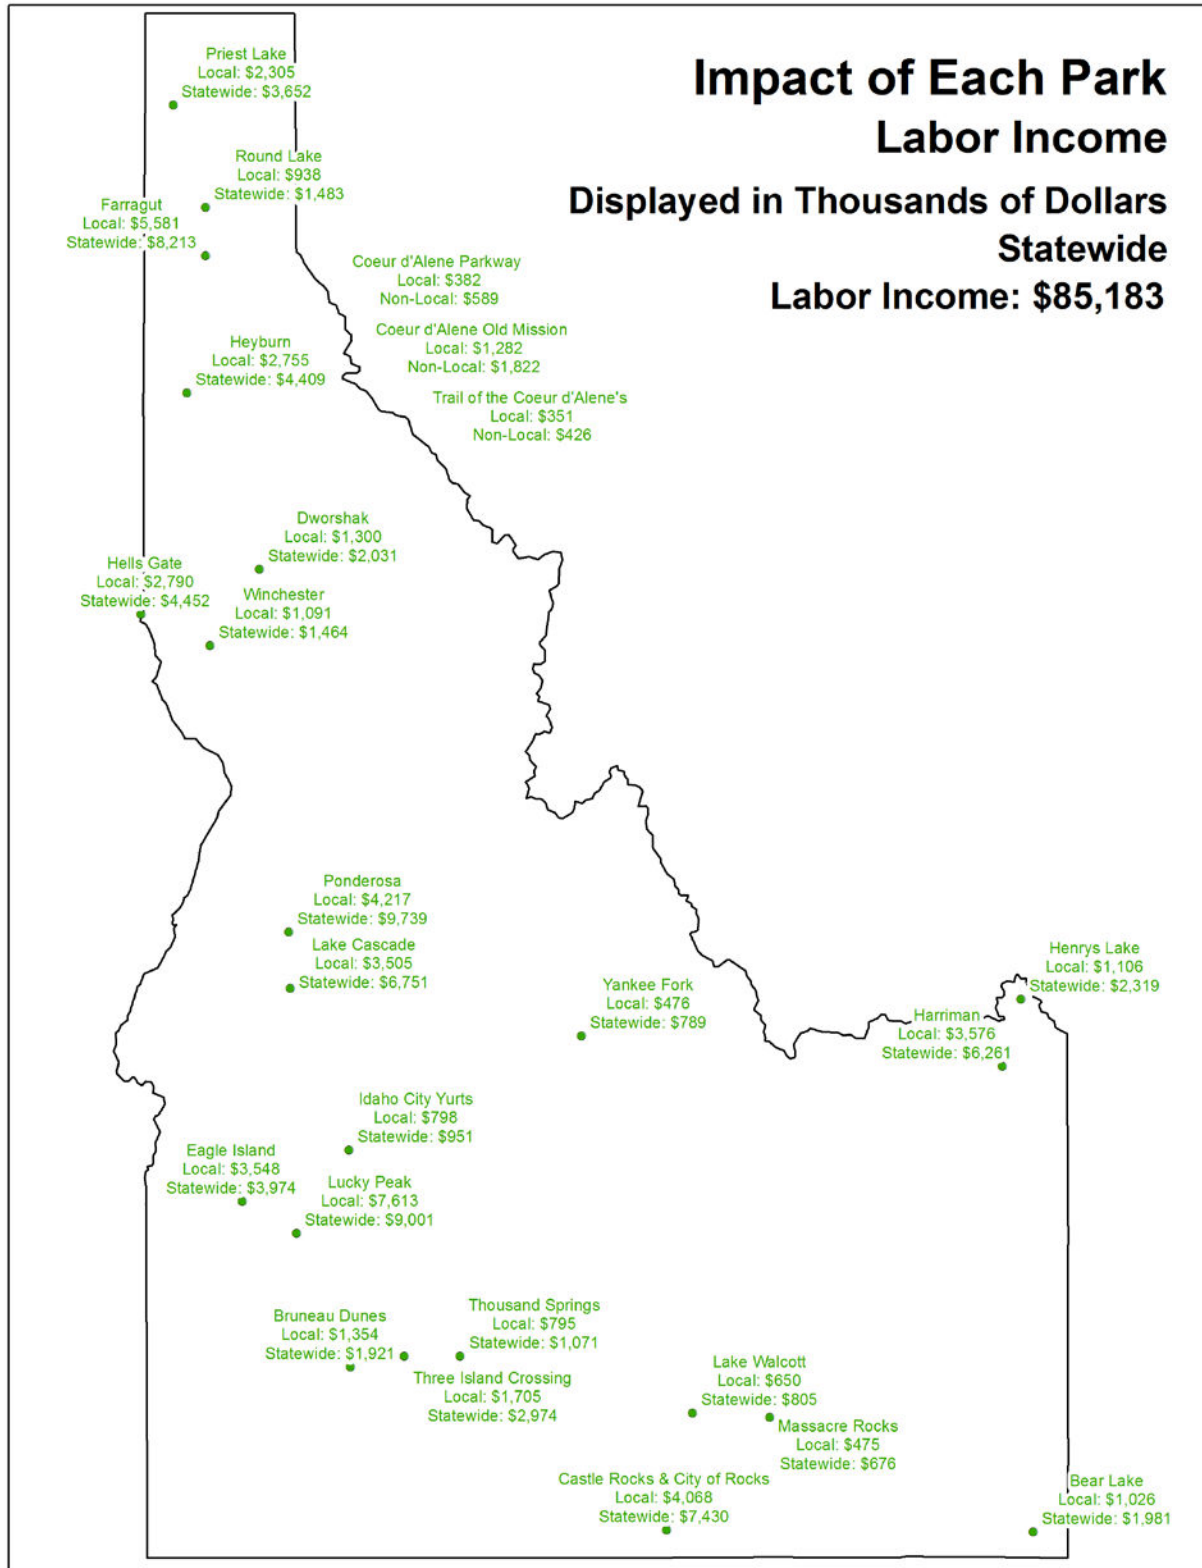 Impact of Each Park
Labor Income
Displayed in Thousands of Dollars
Statewide
Labor Income: $85,183
Priest Lake
Local: $2,305
Statewide: $3,652
Round Lake
Local: $938
Statewide: $1,483
Farragut
Local: $5,581
Statewide: $8,213
Coeur d'Alene Parkway
Local: $382
Non-Local: $589
Coeur d'Alene Old Mission
Local: $1,282
Non-Local: $1,822
Heyburn
Local: $2,755
Statewide: $4,409
Trail of the Coeur d'Alene's
Local: $351
Non-Local: $426
Dworshak
Local: $1,300
Statewide: $2,031
Hells Gate
Local: $2,790
Statewide: $4,452
Winchester
Local: $1,091
Statewide: $1,464
Ponderosa
Local: $4,217
Statewide: $9,739
Lake Cascade
Local: $3,505
Statewide: $6,751
Yankee Fork
Local: $476
Statewide: $789
Henrys Lake
Local: $1,106
Statewide: $2,319
Harriman
Local: $3,576
Statewide: $6,261
Idaho City Yurts
Local: $798
Statewide: $951
Eagle Island
Local: $3,548
Statewide: $3,974
Lucky Peak
Local: $7,613
Statewide: $9,001
Bruneau Dunes
Local: $1,354
Statewide: $1,921
Thousand Springs
Local: $795
Statewide: $1,071
Three Island Crossing
Local: $1,705
Statewide: $2,974
Lake Walcott
Local: $650
Statewide: $805
Massacre Rocks
Local: $475
Statewide: $676
Castle Rocks & City of Rocks
Local: $4,068
Statewide: $7,430
Bear Lake
Local: $1,026
Statewide: $1,981